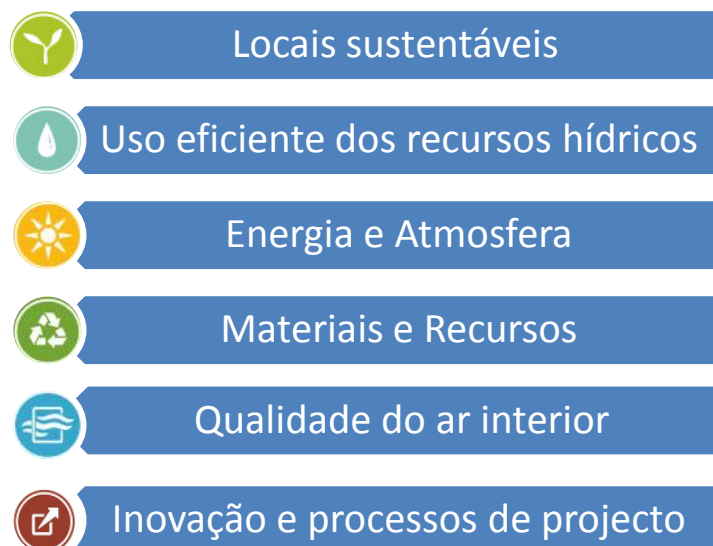 Locais sustentáveis
Uso eficiente dos recursos hídricos
Energia e Atmosfera
Materiais e Recursos
Qualidade do ar interior
Inovação e processos de projecto